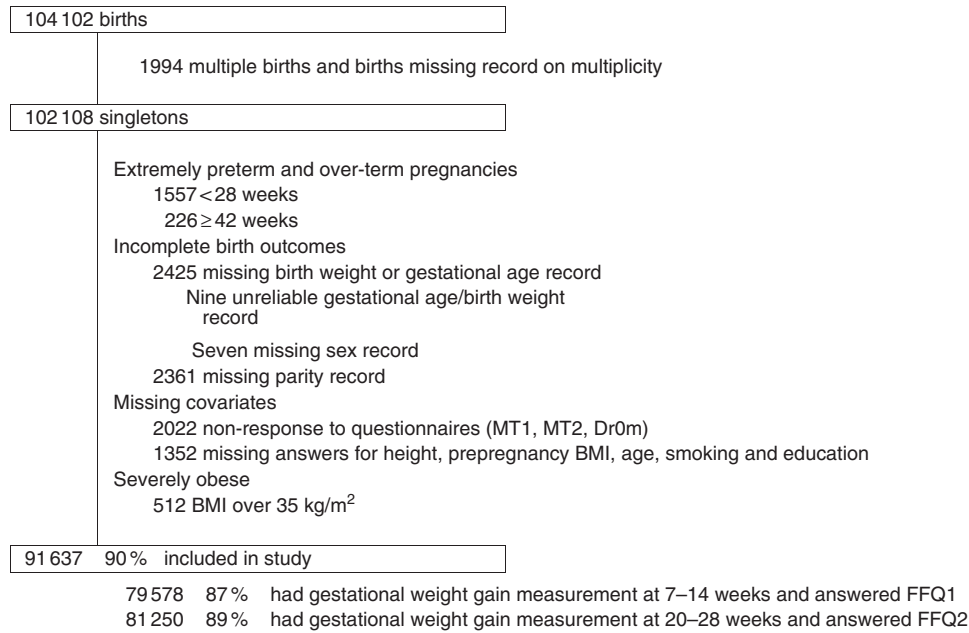 104 102 births
1994 multiple births and births missing record on multiplicity
102 108 singletons
Extremely preterm and over-term pregnancies
1557 < 28 weeks
226 ≥ 42 weeks
Incomplete birth outcomes
2425 missing birth weight or gestational age record
Nine unreliable gestational age/birth weight
record
Seven missing sex record
2361 missing parity record
Missing covariates
2022 non-response to questionnaires (MT1, MT2, Dr0m)
1352 missing answers for height, prepregnancy BMI, age, smoking and education
Severely obese
512 BMI over 35 kg/m²
91 637 90 % included in study
79 578 87 % had gestational weight gain measurement at 7–14 weeks and answered FFQ1
81 250 89 % had gestational weight gain measurement at 20–28 weeks and answered FFQ2